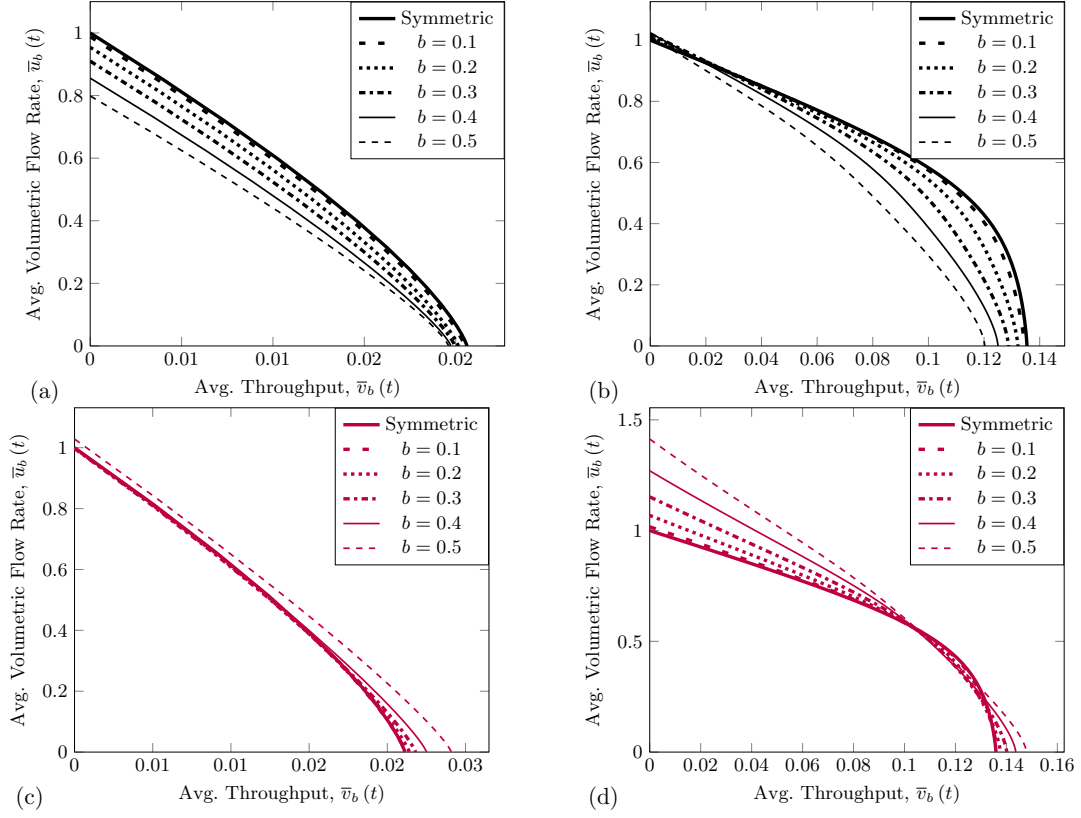 Symmetric
b = 0.1
b = 0.2
b = 0.3
b = 0.4
b = 0.5
1
0.8
0.6
0.4
0.2
0
0 0.01 0.01 0.02 0.02
Avg. Volumetric Flow Rate, u̅_b (t)
Avg. Throughput, v̅_b (t)
(a)
Symmetric
b = 0.1
b = 0.2
b = 0.3
b = 0.4
b = 0.5
1
0.8
0.6
0.4
0.2
0
0 0.02 0.04 0.06 0.08 0.1 0.12 0.14
Avg. Volumetric Flow Rate, u̅_b (t)
Avg. Throughput, v̅_b (t)
(b)
Symmetric
b = 0.1
b = 0.2
b = 0.3
b = 0.4
b = 0.5
1
0.8
0.6
0.4
0.2
0
0 0.01 0.01 0.02 0.02 0.03
Avg. Volumetric Flow Rate, u̅_b (t)
Avg. Throughput, v̅_b (t)
(c)
Symmetric
b = 0.1
b = 0.2
b = 0.3
b = 0.4
b = 0.5
1.5
1
0.5
0
0 0.02 0.04 0.06 0.08 0.1 0.12 0.14 0.16
Avg. Volumetric Flow Rate, u̅_b (t)
Avg. Throughput, v̅_b (t)
(d)